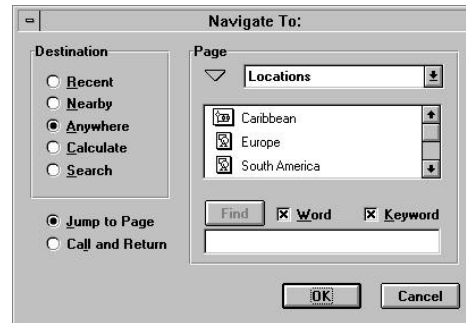 Navigate To:
Destination
Recent
Nearby
Anywhere
Calculate
Search
Jump to Page
Call and Return
Page
Locations
Caribbean
Europe
South America
Find Word Keyword
OK Cancel